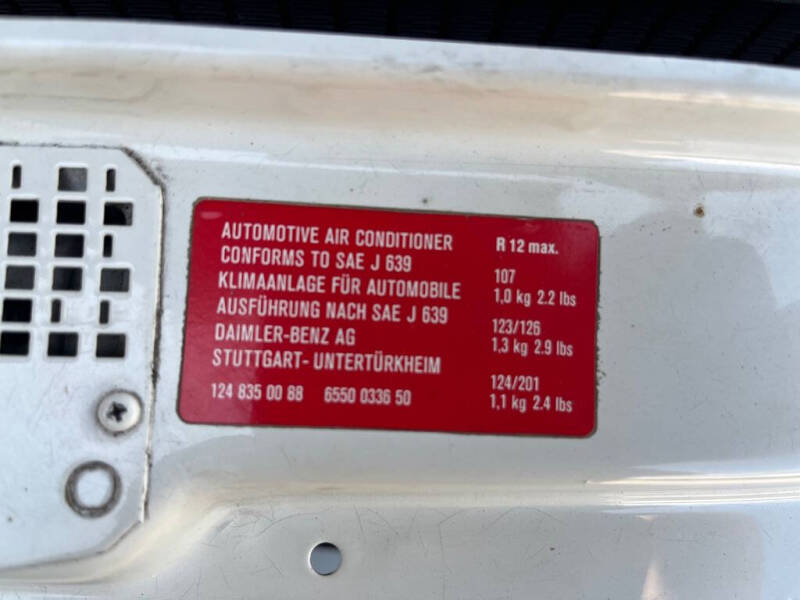 AUTOMOTIVE AIR CONDITIONER
CONFORMS TO SAE J 639
KLIMAANLAGE FÜR AUTOMOBILE
AUSFÜHRUNG NACH SAE J 639
DAIMLER-BENZ AG
STUTTGART- UNTERTÜRKHEIM
124 835 00 88 6550 0336 50
R 12 max.
107
1,0 kg 2.2 lbs
123/126
1,3 kg 2.9 lbs
124/201
1,1 kg 2.4 lbs